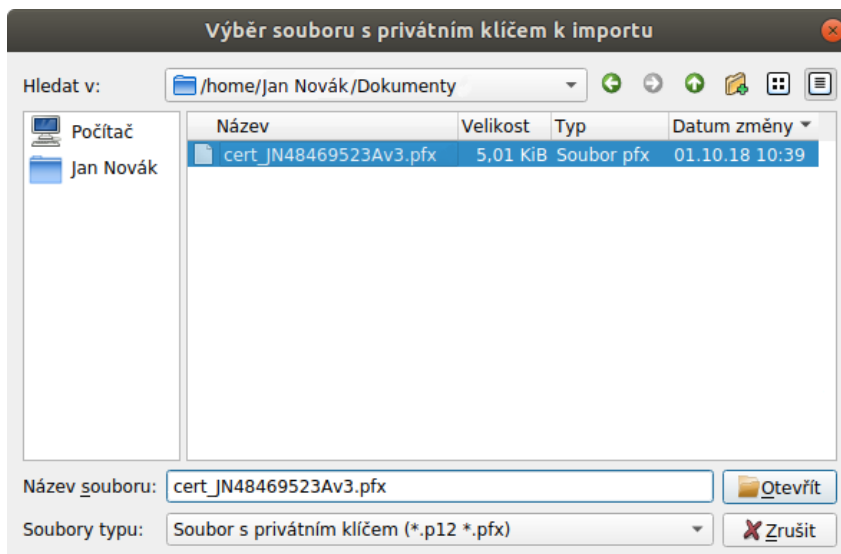 Výběr souboru s privátním klíčem k importu
Hledat v: /home/Jan Novák/Dokumenty
Počítač
Jan Novák
Název Velikost Typ Datum změny
cert_JN48469523Av3.pfx 5,01 KiB Soubor pfx 01.10.18 10:39
Název souboru: cert_JN48469523Av3.pfx Otevřít
Soubory typu: Soubor s privátním klíčem (*.p12 *.pfx) Zrušit